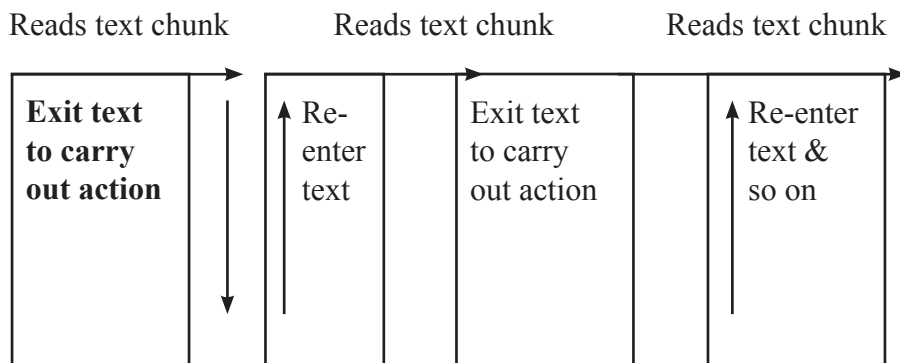 Reads text chunk
Reads text chunk
Reads text chunk
Exit text
to carry
out action
Re-
enter
text
Exit text
to carry
out action
Re-enter
text &
so on